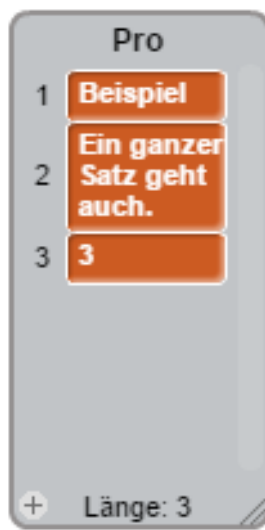 Pro
1 Beispiel
2 Ein ganzer
Satz geht
auch.
3 3
+ Länge: 3